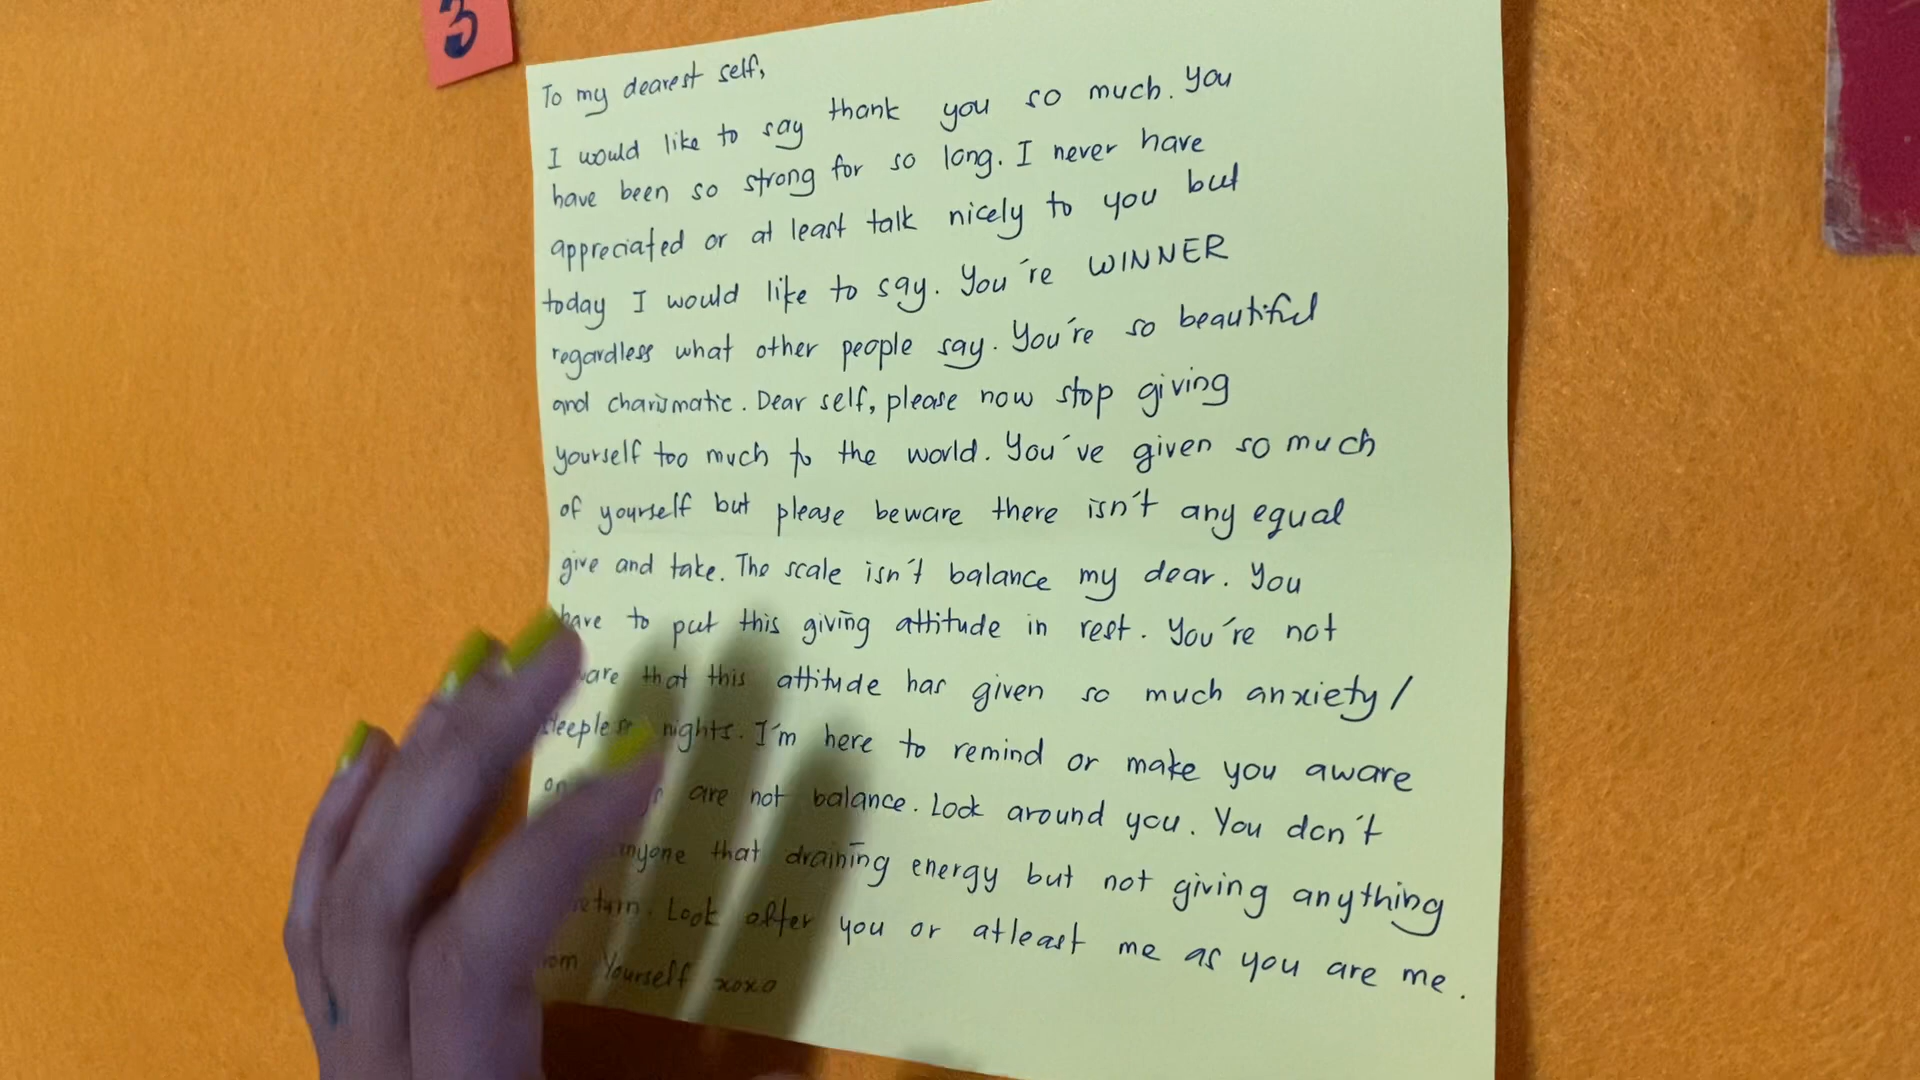 3
To my dearest self,
I would like to say thank you so much. You
have been so strong for so long. I never have
appreciated or at least talk nicely to you but
today I would like to say. You're WINNER
regardless what other people say. You're so beautiful
and charismatic. Dear self, please now stop giving
yourself too much to the world. You've given so much
of yourself but please beware there isn't any equal
give and take. The scale isn't balance my dear. You
have to put this giving attitude in rest. You're not
that this attitude has given so much anxiety/
sleepless nights. I'm here to remind or make you aware
are not balance. Look around you. You don't
anyone that draining energy but not giving anything
return. Look after you or atleast me as you are me.
Yourself xoxo